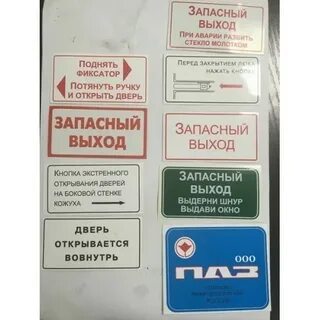 ПОДНЯТЬ
ФИКСАТОР
ПОТЯНУТЬ РУЧКУ
И ОТКРЫТЬ ДВЕРЬ
ЗАПАСНЫЙ
ВЫХОД
КНОПКА ЭКСТРЕННОГО
ОТКРЫВАНИЯ ДВЕРЕЙ
НА БОКОВОЙ СТЕНКЕ
КОЖУХА
ДВЕРЬ
ОТКРЫВАЕТСЯ
ВОВНУТРЬ
ЗАПАСНЫЙ
ВЫХОД
ПРИ АВАРИИ РАЗБИТЬ
СТЕКЛО МОЛОТКОМ
ПЕРЕД ЗАКРЫТИЕМ ЛЮКА
НАЖАТЬ КНОПКУ
ЗАПАСНЫЙ
ВЫХОД
ЗАПАСНЫЙ
ВЫХОД
ВЫДЕРНИ ШНУР
ВЫДАВИ ОКНО
ООО
ПАЗ